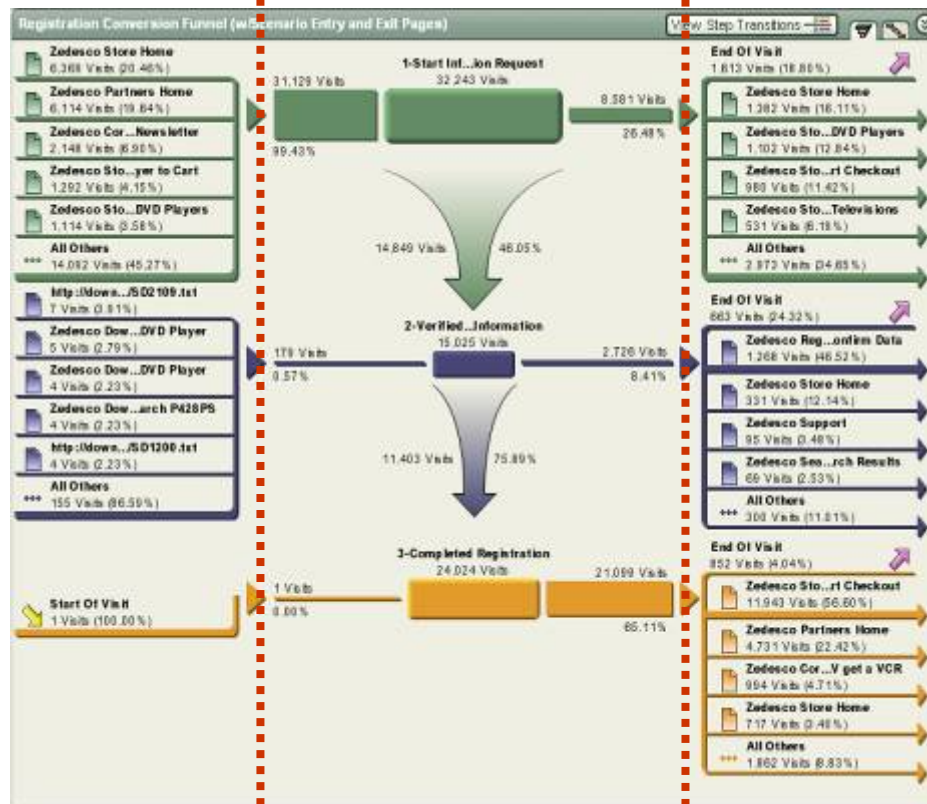 Registration Conversion Funnel (w/Scenario Entry and Exit Pages)
View Step Transitions
Zedesco Store Home
6,368 Visits (20.46%)
Zedesco Partners Home
6,114 Visits (19.64%)
Zedesco Cor...Newsletter
2,148 Visits (6.90%)
Zedesco Sto...yer to Cart
1,292 Visits (4.15%)
Zedesco Sto...DVD Players
1,114 Visits (3.58%)
All Others
14,092 Visits (45.27%)
31,129 Visits
99.43%
1-Start Inf...ion Request
32,243 Visits
8,581 Visits
26.48%
End Of Visit
1,613 Visits (18.80%)
Zedesco Store Home
1,382 Visits (16.11%)
Zedesco Sto...DVD Players
1,102 Visits (12.84%)
Zedesco Sto...rt Checkout
980 Visits (11.42%)
Zedesco Sto...Televisions
531 Visits (6.19%)
All Others
2,973 Visits (34.65%)
14,849 Visits
46.05%
http://down.../SD2109.txt
7 Visits (3.91%)
Zedesco Dow...DVD Player
5 Visits (2.79%)
Zedesco Dow...DVD Player
4 Visits (2.23%)
Zedesco Dow...arch P428PS
4 Visits (2.23%)
http://down.../SD1200.txt
4 Visits (2.23%)
All Others
155 Visits (86.59%)
179 Visits
0.57%
2-Verified...Information
15,025 Visits
2,726 Visits
8.41%
End Of Visit
663 Visits (24.32%)
Zedesco Reg...onfirm Data
1,268 Visits (46.52%)
Zedesco Store Home
331 Visits (12.14%)
Zedesco Support
95 Visits (3.48%)
Zedesco Sea...rch Results
69 Visits (2.53%)
All Others
300 Visits (11.01%)
11,403 Visits
75.89%
Start Of Visit
1 Visits (100.00%)
1 Visits
0.00%
3-Completed Registration
24,024 Visits
21,099 Visits
65.11%
End Of Visit
852 Visits (4.04%)
Zedesco Sto...rt Checkout
11,943 Visits (56.60%)
Zedesco Partners Home
4,731 Visits (22.42%)
Zedesco Cor...V get a VCR
994 Visits (4.71%)
Zedesco Store Home
717 Visits (3.40%)
All Others
1,862 Visits (8.83%)